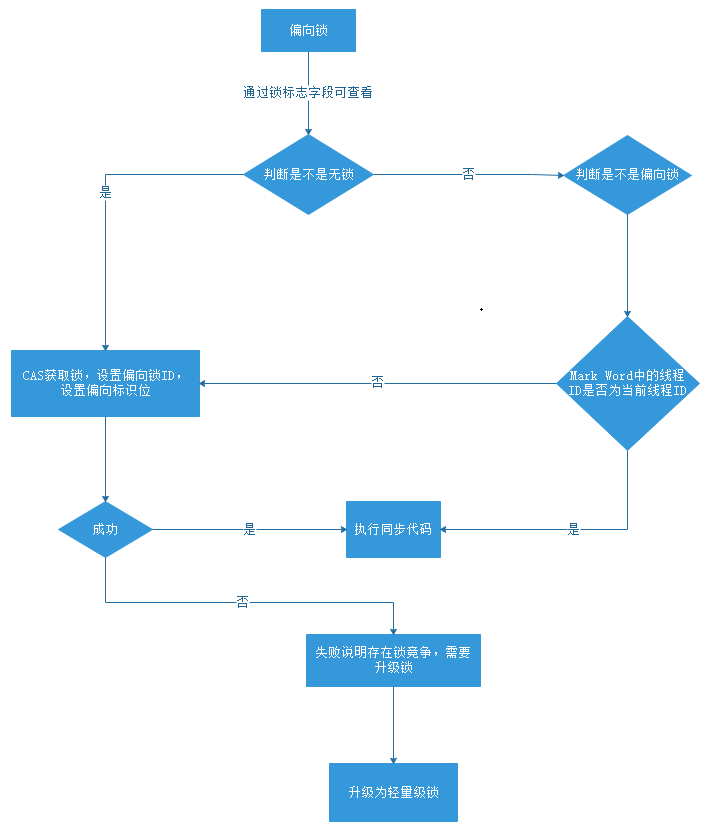 偏向锁
通过锁标志字段可查看
判断是不是无锁
否
判断是不是偏向锁
是
CAS获取锁，设置偏向锁ID，
设置偏向标识位
否
Mark Word中的线程
ID是否为当前线程ID
成功
是
执行同步代码
是
否
失败说明存在锁竟争，需要
升级锁
升级为轻量级锁